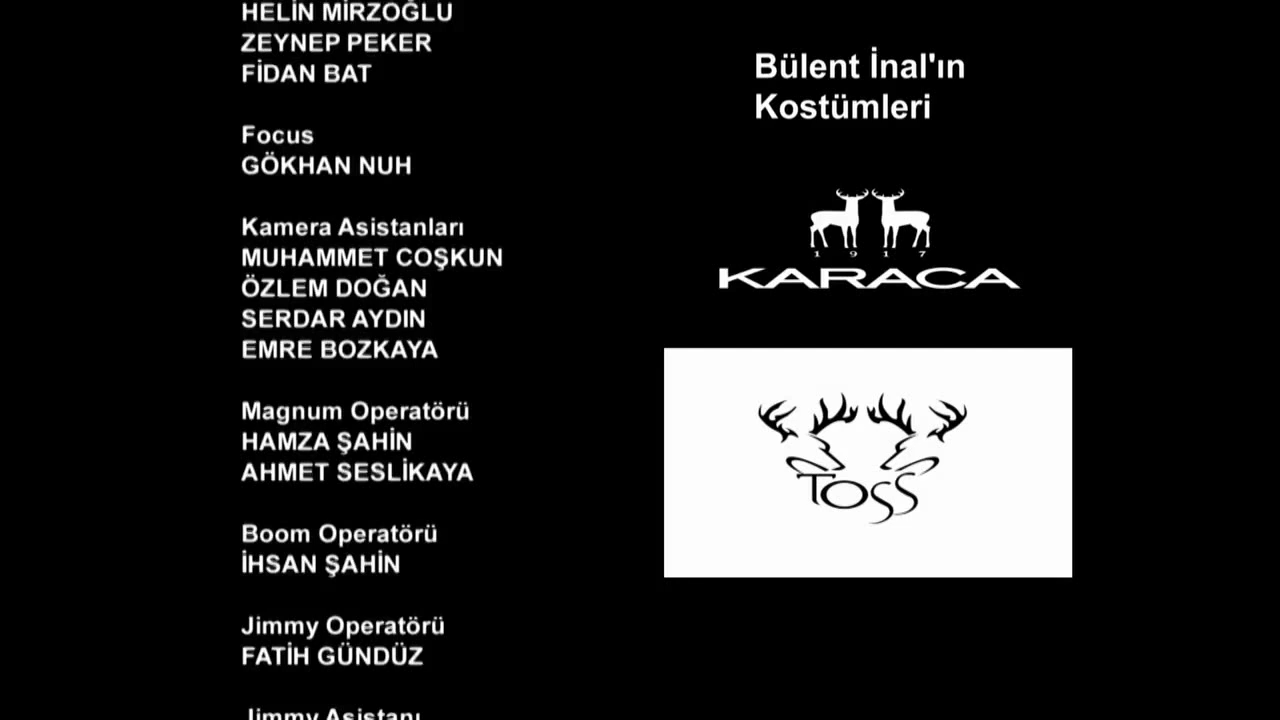 HELİN MİRZOĞLU
ZEYNEP PEKER
FİDAN BAT
Focus
GÖKHAN NUH
Kamera Asistanları
MUHAMMET COŞKUN
ÖZLEM DOĞAN
SERDAR AYDIN
EMRE BOZKAYA
Magnum Operatörü
HAMZA ŞAHİN
AHMET SESLİKAYA
Boom Operatörü
İHSAN ŞAHİN
Jimmy Operatörü
FATİH GÜNDÜZ
Jimmy Asistanı
Bülent İnal'ın
Kostümleri
1917
KARACA
TOSS